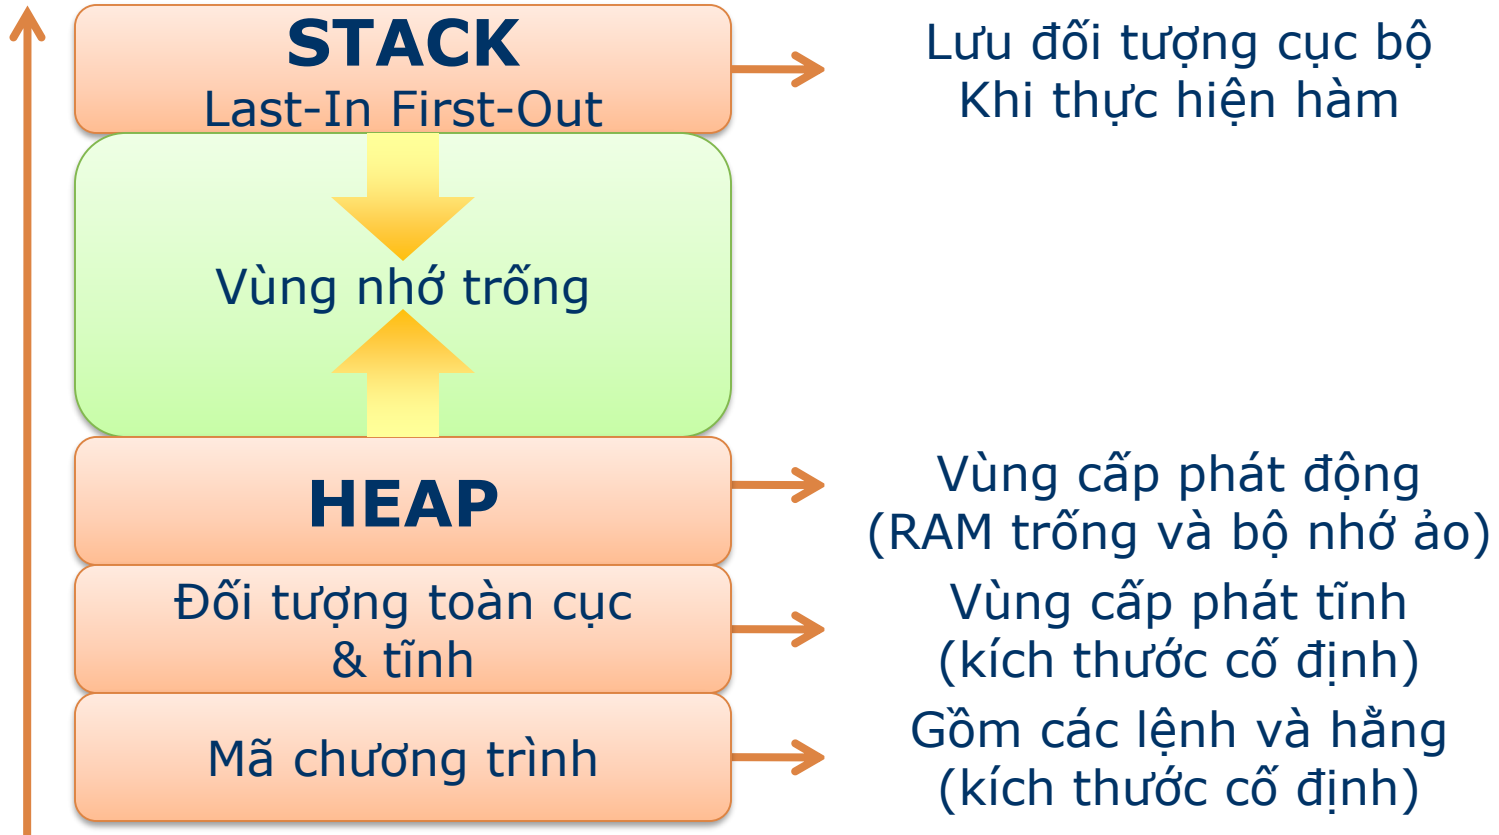 STACK
Last-In First-Out
Lưu đối tượng cục bộ
Khi thực hiện hàm
Vùng nhớ trống
HEAP
Vùng cấp phát động
(RAM trống và bộ nhớ ảo)
Đối tượng toàn cục
& tĩnh
Vùng cấp phát tĩnh
(kích thước cố định)
Mã chương trình
Gồm các lệnh và hằng
(kích thước cố định)